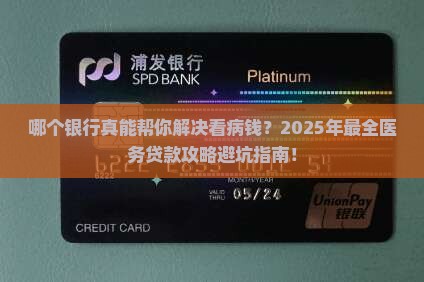 浦发银行
SPD BANK
Platinum
哪个银行真能帮你解决看病钱？2025年最全医
务贷款攻略避坑指南！
MONTH/YEAR
VALID
THRU
05/24
CREDIT CARD
UnionPay
银联